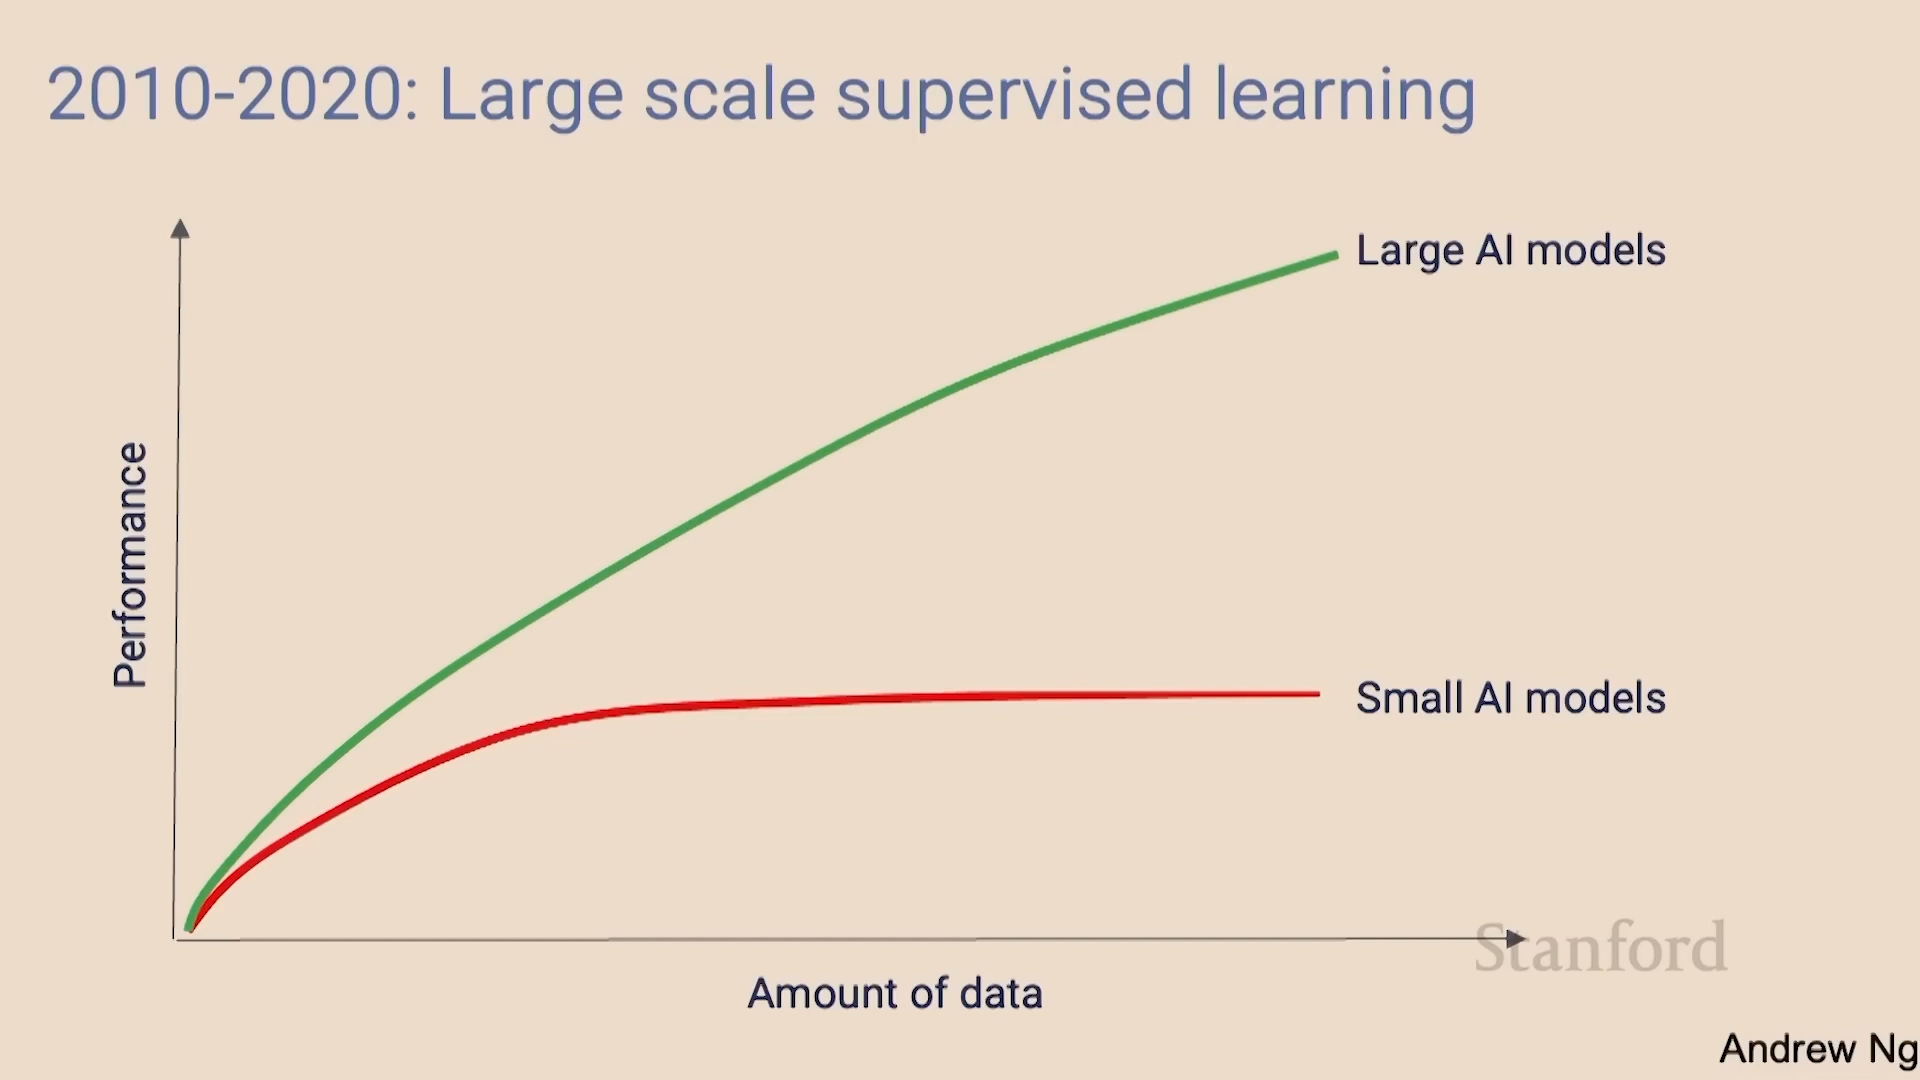 2010-2020: Large scale supervised learning
Large AI models
Performance
Small AI models
Stanford
Amount of data
Andrew Ng